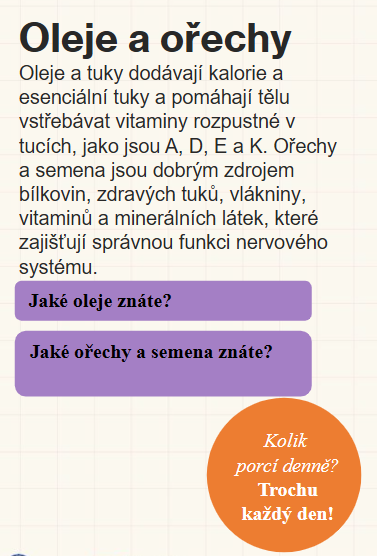 Oleje a ořechy
Oleje a tuky dodávají kalorie a
esenciální tuky a pomáhají tělu
vstřebávat vitaminy rozpustné v
tucích, jako jsou A, D, E a K. Ořechy
a semena jsou dobrým zdrojem
bílkovin, zdravých tuků, vlákniny,
vitaminů a minerálních látek, které
zajišťují správnou funkci nervového
systému.
Jaké oleje znáte?
Jaké ořechy a semena znáte?
Kolik
porcí denně?
Trochu
každý den!